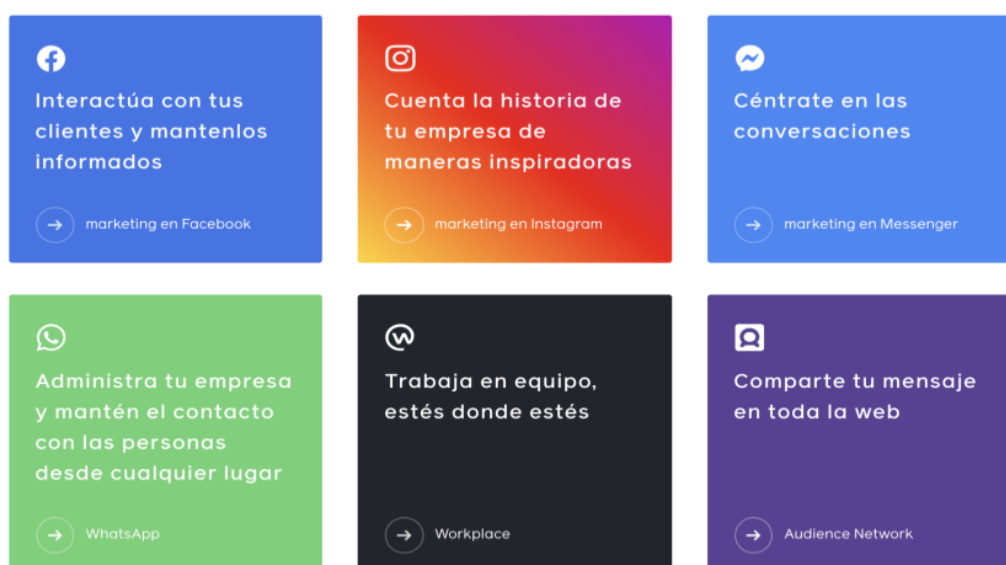 Interactúa con tus
clientes y mantenlos
informados
marketing en Facebook
Cuenta la historia de
tu empresa de
maneras inspiradoras
marketing en Instagram
Céntrate en las
conversaciones
marketing en Messenger
Administra tu empresa
y mantén el contacto
con las personas
desde cualquier lugar
WhatsApp
Trabaja en equipo,
estés donde estés
Workplace
Comparte tu mensaje
en toda la web
Audience Network